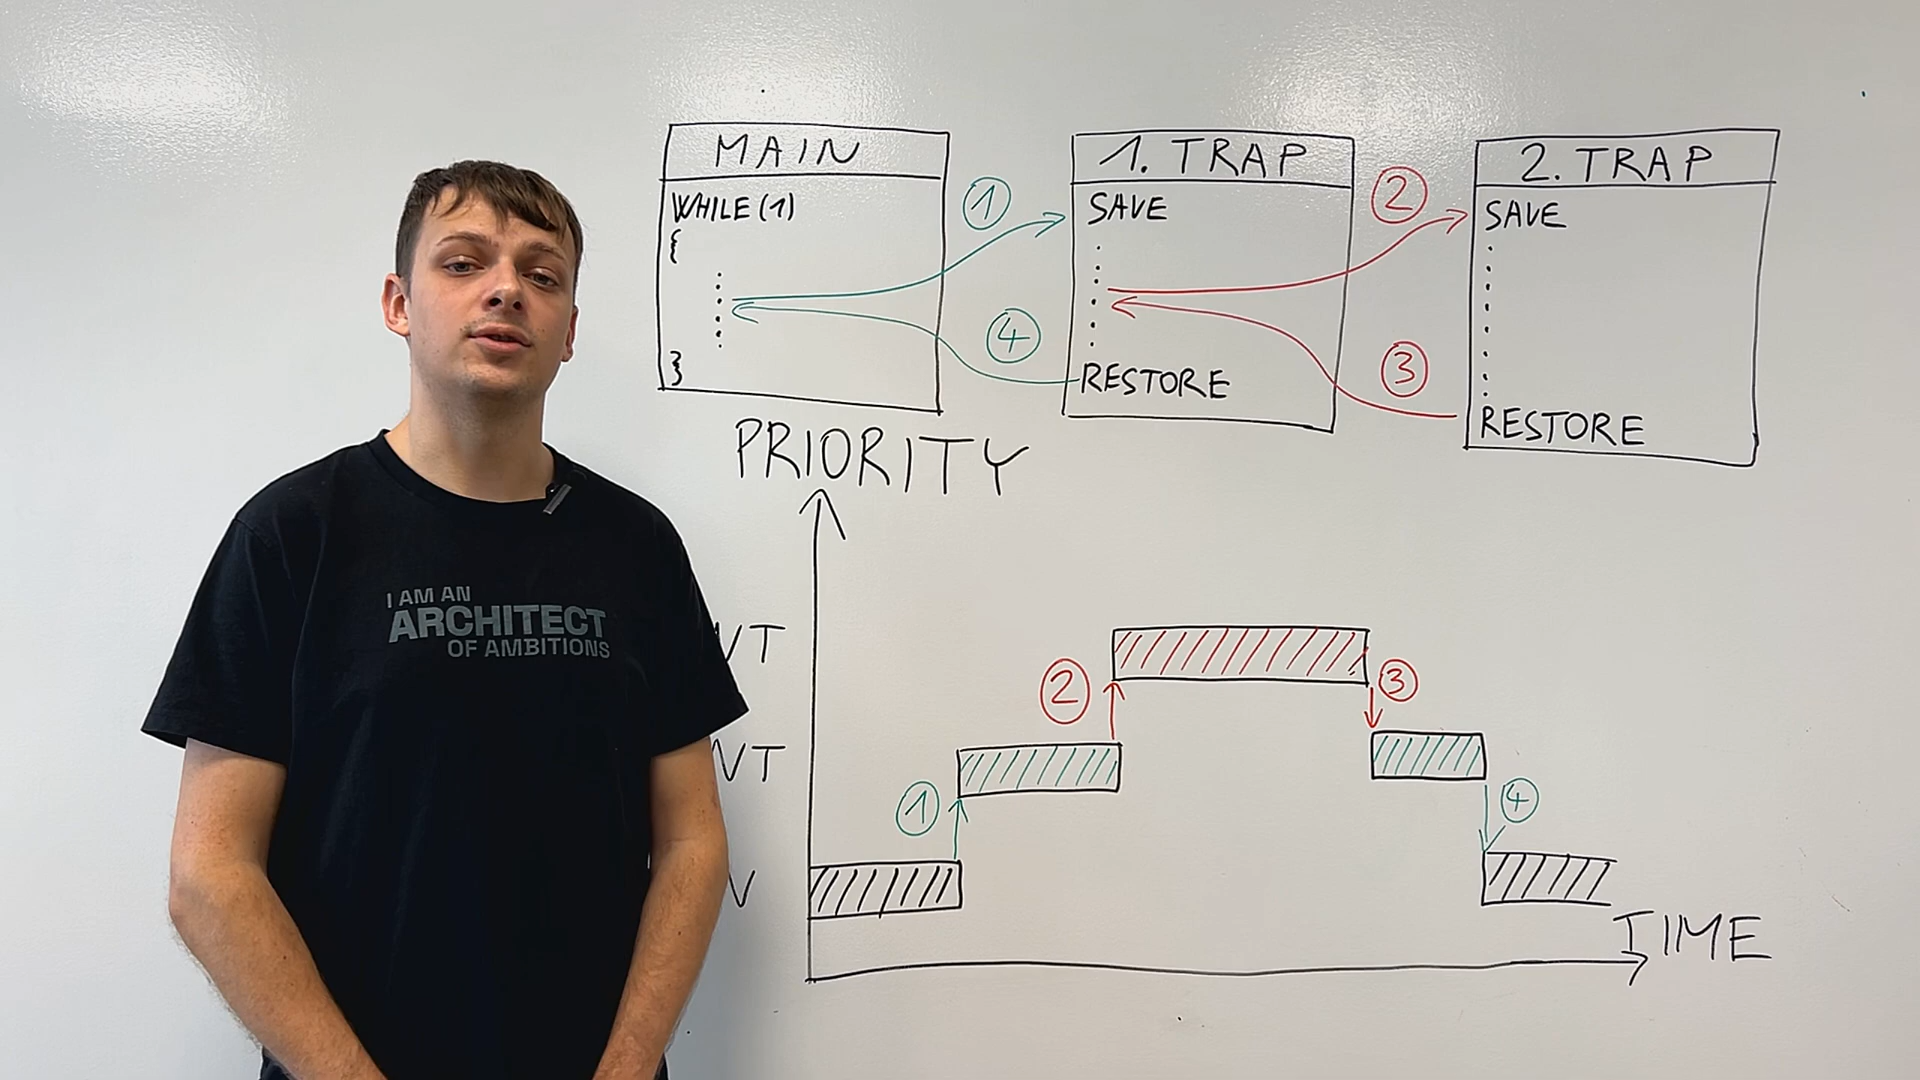 MAIN
WHILE (1)
{
}
1
4
1. TRAP
SAVE
RESTORE
2
3
2. TRAP
SAVE
RESTORE
PRIORITY
I AM AN
ARCHITECT
OF AMBITIONS
2
3
1
4
TIME